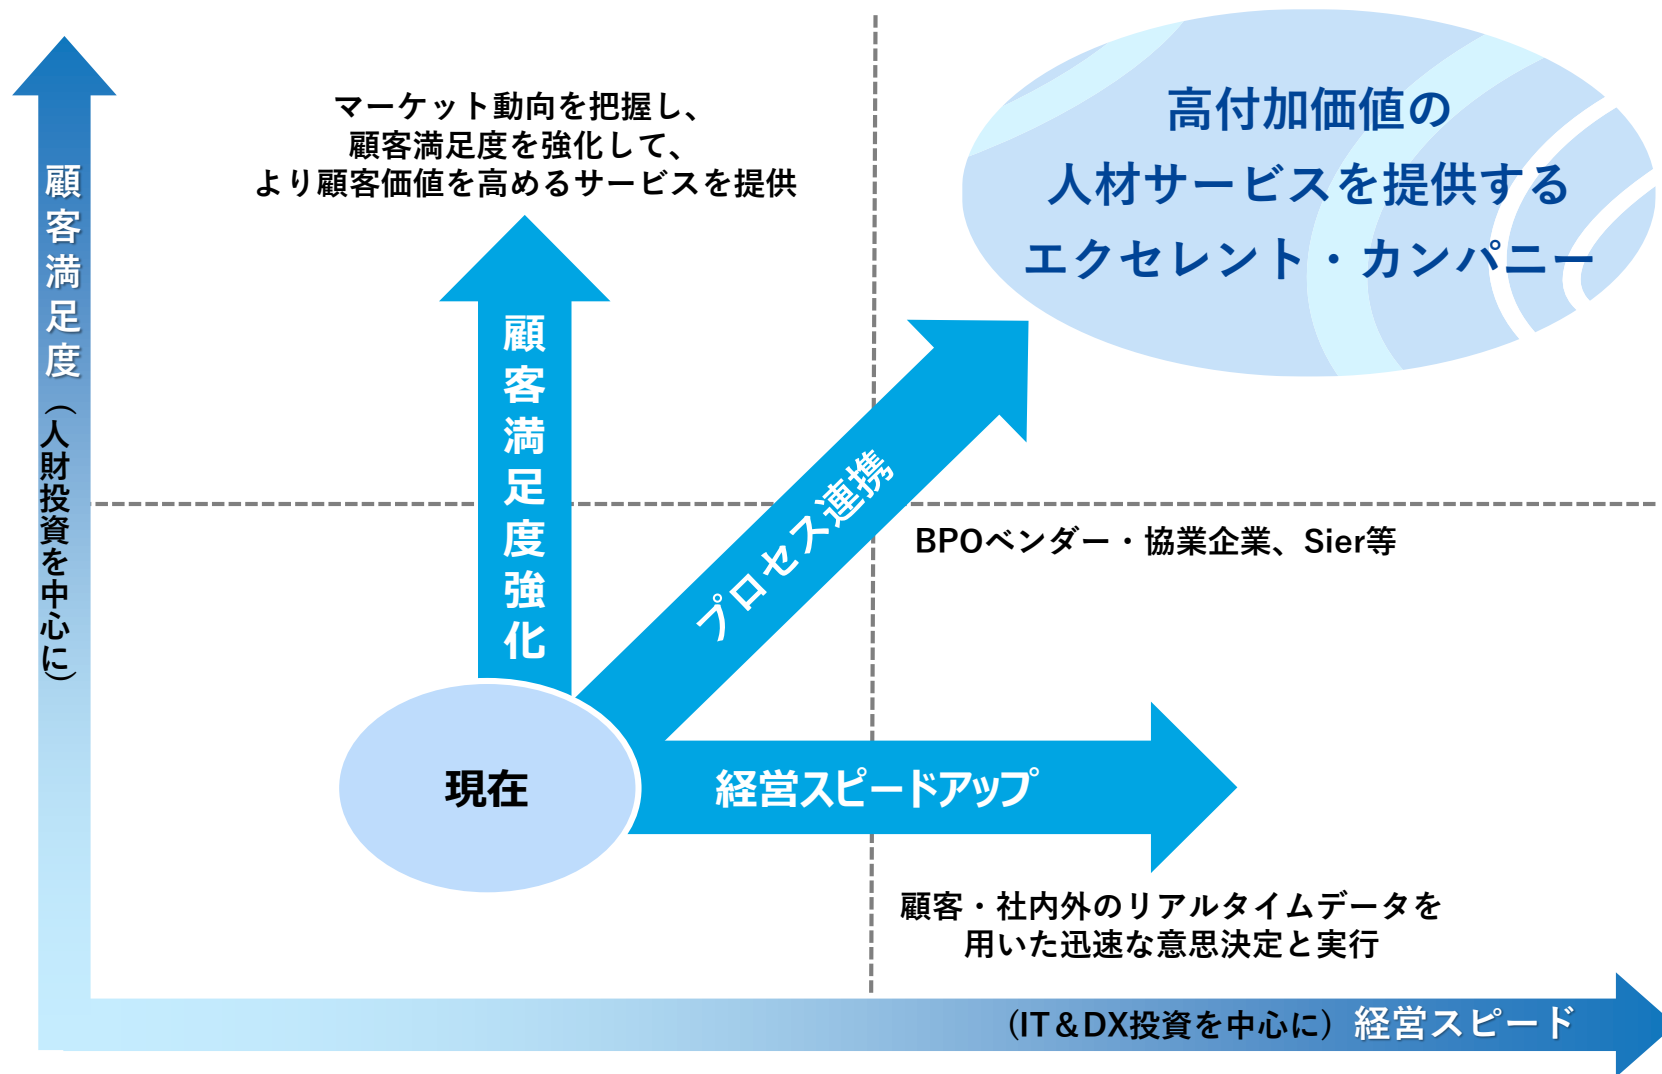 マーケット動向を把握し、
顧客満足度を強化して、
より顧客価値を高めるサービスを提供
高付加価値の
人材サービスを提供する
エクセレント・カンパニー
顧客満足度
（人財投資を中心に）
顧客満足度強化
プロセス連携
BPOベンダー・協業企業、Sier等
現在
経営スピードアップ
顧客・社内外のリアルタイムデータを
用いた迅速な意思決定と実行
（IT＆DX投資を中心に）経営スピード